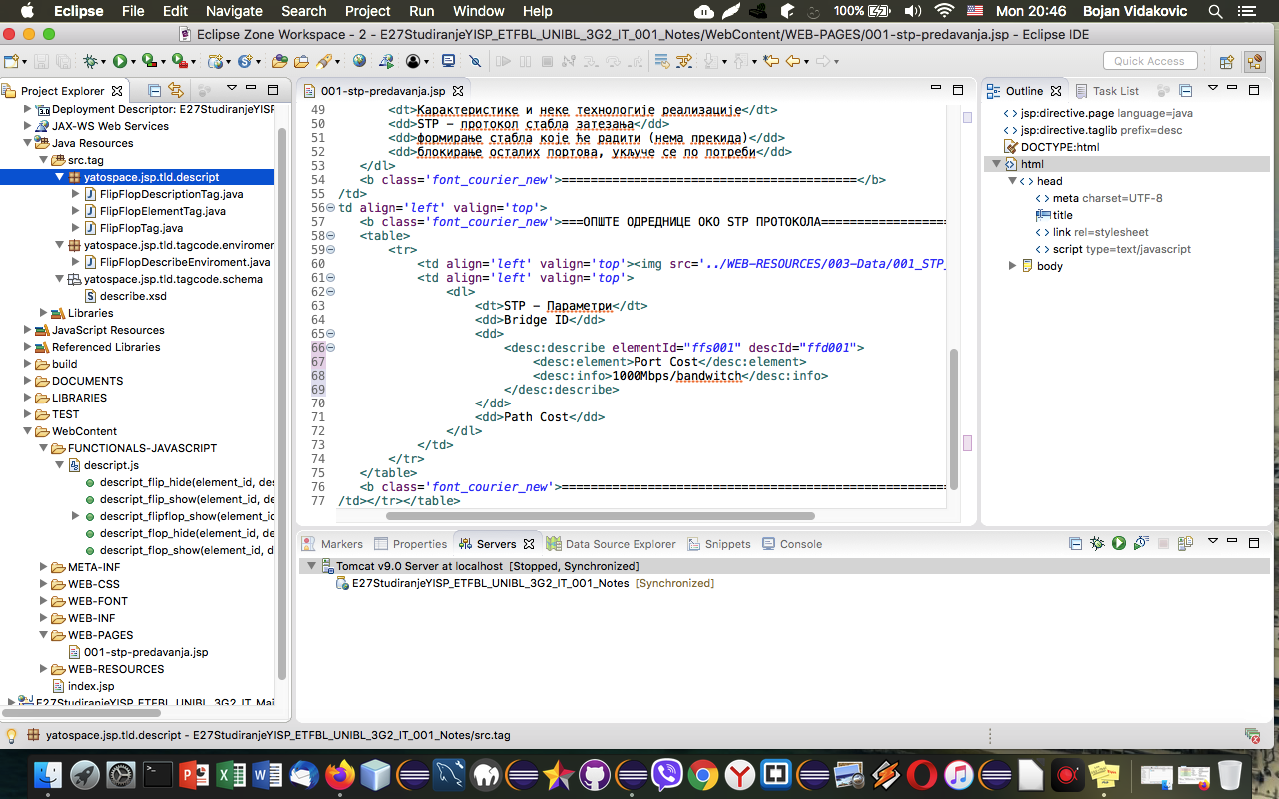 Eclipse File Edit Navigate Search Project Run Window Help 100% Mon 20:46 Bojan Vidakovic
Eclipse Zone Workspace - 2 - E27StudiranjeYISP_ETFBL_UNIBL_3G2_IT_001_Notes/WebContent/WEB-PAGES/001-stp-predavanja.jsp - Eclipse IDE
Quick Access
Project Explorer
Deployment Descriptor: E27StudiranjeYISP
JAX-WS Web Services
Java Resources
src.tag
yatospace.jsp.tld.descript
FlipFlopDescriptionTag.java
FlipFlopElementTag.java
FlipFlopTag.java
yatospace.jsp.tld.tagcode.enviromen
FlipFlopDescribeEnviroment.java
yatospace.jsp.tld.tagcode.schema
describe.xsd
Libraries
JavaScript Resources
Referenced Libraries
build
DOCUMENTS
LIBRARIES
TEST
WebContent
FUNCTIONALS-JAVASCRIPT
descript.js
descript_flip_hide(element_id, des
descript_flip_show(element_id, de
descript_flipflop_show(element_id
descript_flop_hide(element_id, de
descript_flop_show(element_id, de
META-INF
WEB-CSS
WEB-FONT
WEB-INF
WEB-PAGES
001-stp-predavanja.jsp
WEB-RESOURCES
index.jsp
E27StudiranjeYISP_ETFBL_UNIBL_3G2_IT_Mai
001-stp-predavanja.jsp
49 <dt>Карактеристике и неке технологије реализације</dt>
50 <dd>STP - протокол стабла затезања</dd>
51 <dd>формирање стабла које ће радити (нема прекида)</dd>
52 <dd>блокирање осталих портова, укључе се по потреби</dd>
53 </dl>
54 <b class='font_courier_new'>=======================================</b>
55 /td>
56 td align='left' valign='top'>
57 <b class='font_courier_new'>===ОПШТЕ ОДРЕДНИЦЕ ОКО STP ПРОТОКОЛА=================
58 <table>
59 <tr>
60 <td align='left' valign='top'><img src='../WEB-RESOURCES/003-Data/001_STP_
61 <td align='left' valign='top'>
62 <dl>
63 <dt>STP - Параметри</dt>
64 <dd>Bridge ID</dd>
65 <dd>
66 <desc:describe elementId="ffs001" descId="ffd001">
67 <desc:element>Port Cost</desc:element>
68 <desc:info>1000Mbps/bandwitch</desc:info>
69 </desc:describe>
70 </dd>
71 <dd>Path Cost</dd>
72 </dl>
73 </td>
74 </tr>
75 </table>
76 <b class='font_courier_new'>===================================================
77 /td></tr></table>
Outline Task List
jsp:directive.page language=java
jsp:directive.taglib prefix=desc
DOCTYPE:html
html
head
meta charset=UTF-8
title
link rel=stylesheet
script type=text/javascript
body
Markers Properties Servers Data Source Explorer Snippets Console
Tomcat v9.0 Server at localhost [Stopped, Synchronized]
E27StudiranjeYISP_ETFBL_UNIBL_3G2_IT_001_Notes [Synchronized]
yatospace.jsp.tld.descript - E27StudiranjeYISP_ETFBL_UNIBL_3G2_IT_001_Notes/src.tag